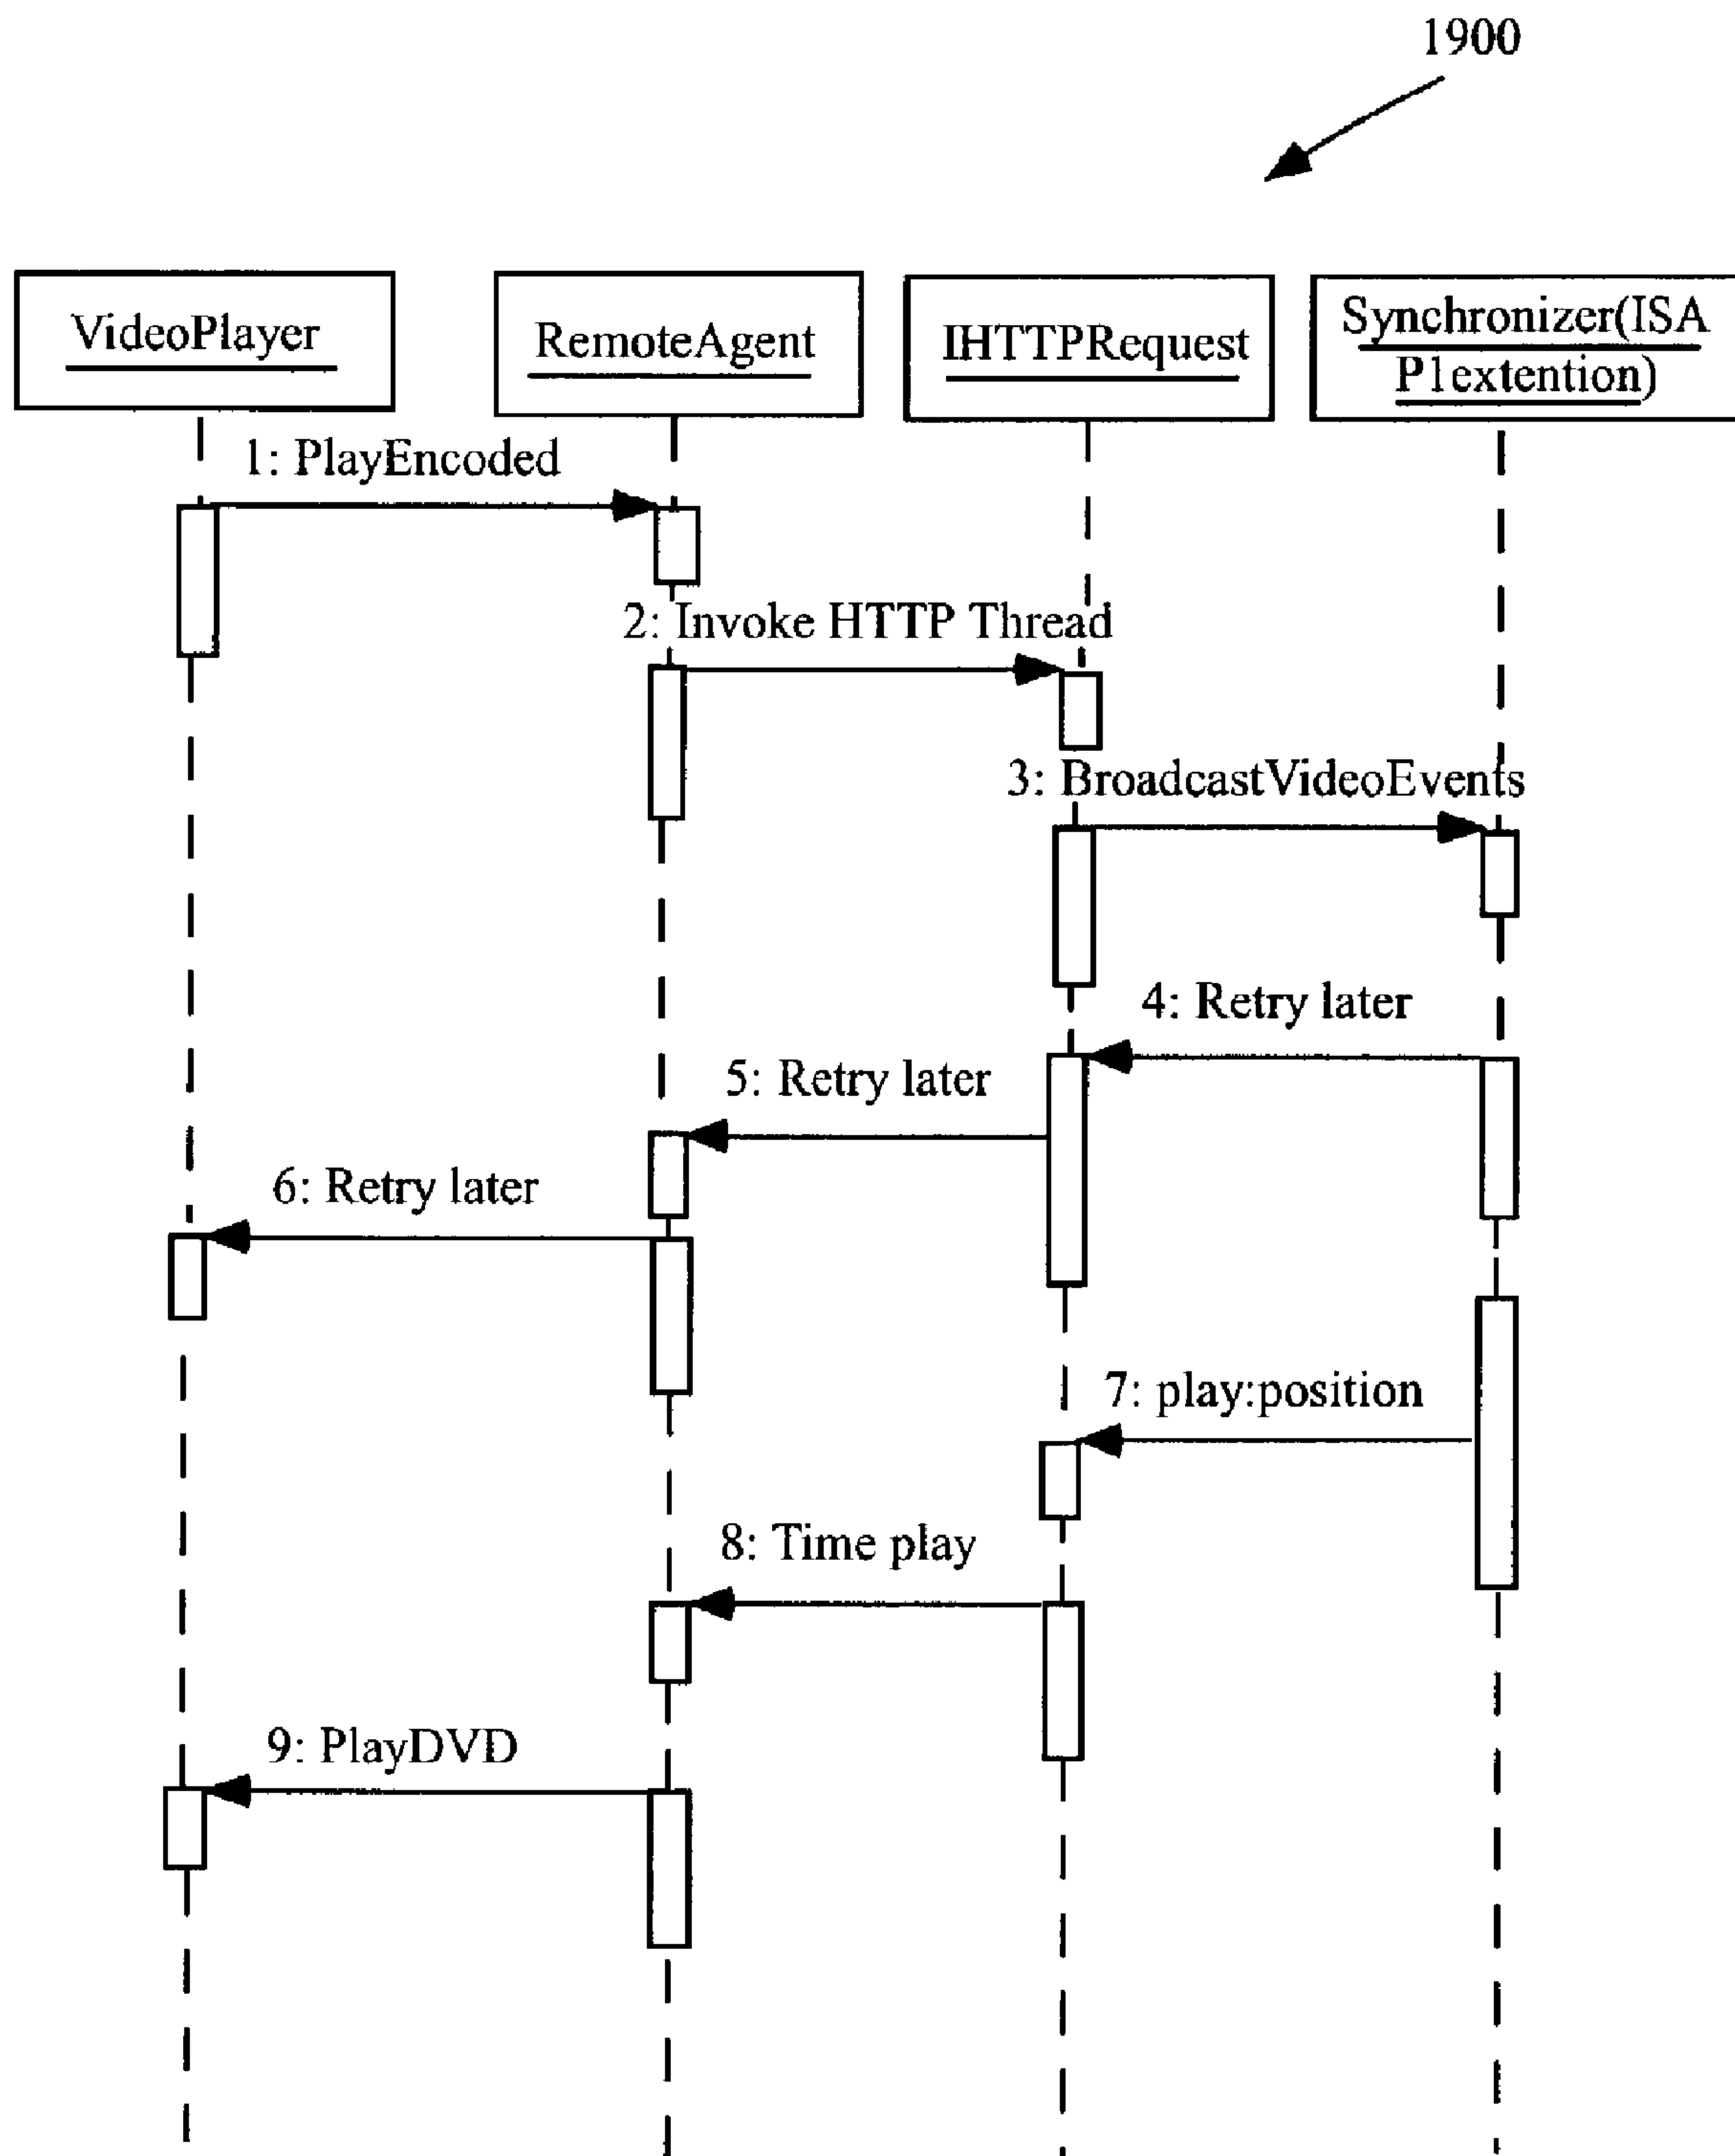 1900
VideoPlayer
RemoteAgent
IHTTPRequest
Synchronizer(ISA
P1extention)
1: PlayEncoded
2: Invoke HTTP Thread
3: BroadcastVideoEvents
4: Retry later
5: Retry later
6: Retry later
7: play:position
8: Time play
9: PlayDVD